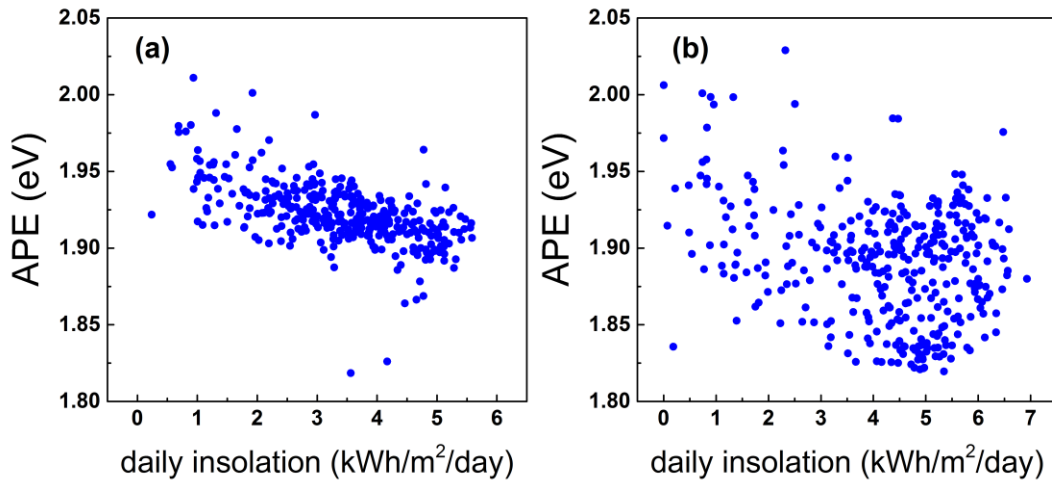 (a)
APE (eV)
2.05
2.00
1.95
1.90
1.85
1.80
0 1 2 3 4 5 6
daily insolation (kWh/m²/day)
(b)
APE (eV)
2.05
2.00
1.95
1.90
1.85
1.80
0 1 2 3 4 5 6 7
daily insolation (kWh/m²/day)